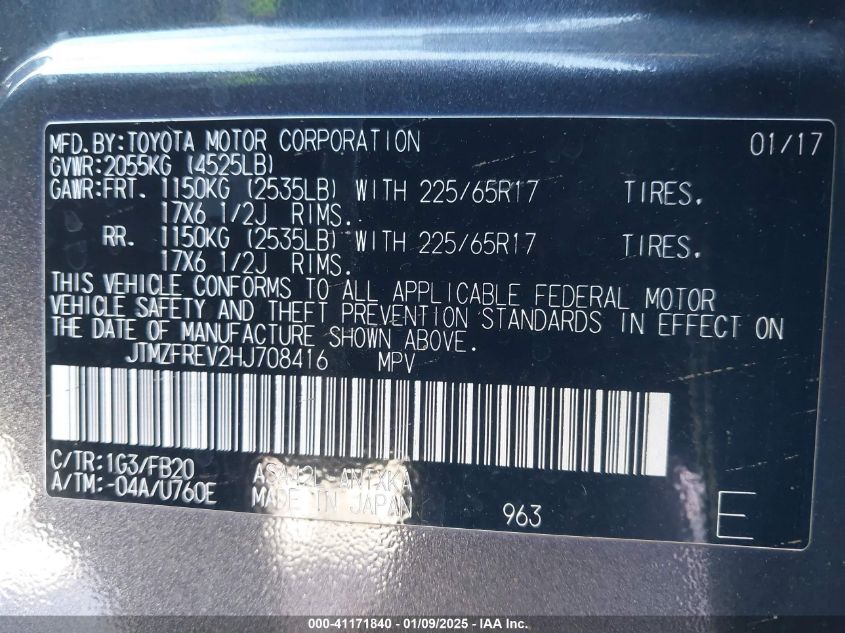 MFD. BY: TOYOTA MOTOR CORPORATION 01/17
GVWR: 2055KG (4525LB)
GAWR: FRT. 1150KG (2535LB) WITH 225/65R17 TIRES.
17X6 1/2J RIMS.
RR. 1150KG (2535LB) WITH 225/65R17 TIRES.
17X6 1/2J RIMS.
THIS VEHICLE CONFORMS TO ALL APPLICABLE FEDERAL MOTOR
VEHICLE SAFETY AND THEFT PREVENTION STANDARDS IN EFFECT ON
THE DATE OF MANUFACTURE SHOWN ABOVE.
JTMZFREV2HJ708416 MPV
C/TR: 1G3/FB20 ASA42L-ANTXKA
A/TM: -04A/U760E MADE IN JAPAN 963 E
000-41171840 - 01/09/2025 - IAA Inc.